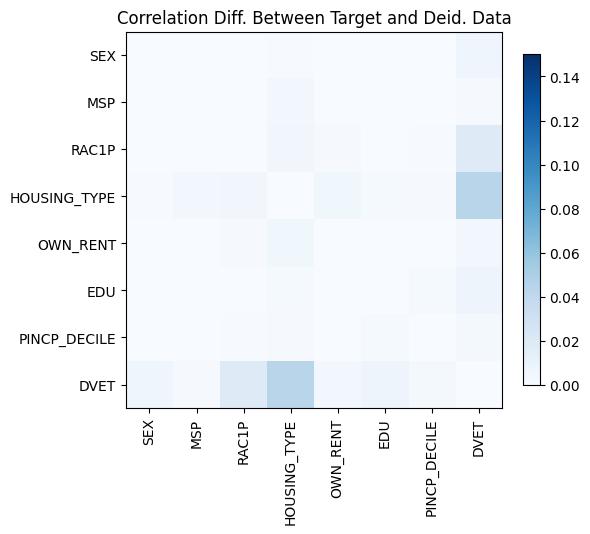 Correlation Diff. Between Target and Deid. Data
SEX
MSP
RAC1P
HOUSING_TYPE
OWN_RENT
EDU
PINCP_DECILE
DVET
SEX
MSP
RAC1P
HOUSING_TYPE
OWN_RENT
EDU
PINCP_DECILE
DVET
0.14
0.12
0.10
0.08
0.06
0.04
0.02
0.00